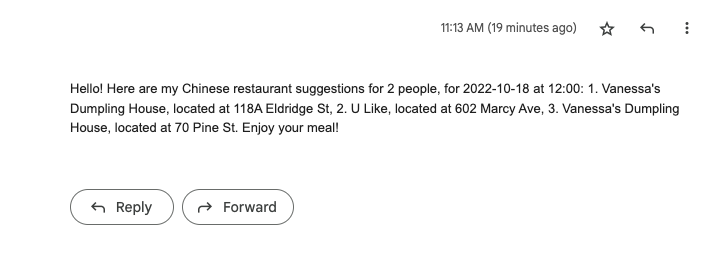 11:13 AM (19 minutes ago)
Hello! Here are my Chinese restaurant suggestions for 2 people, for 2022-10-18 at 12:00: 1. Vanessa's
Dumpling House, located at 118A Eldridge St, 2. U Like, located at 602 Marcy Ave, 3. Vanessa's Dumpling
House, located at 70 Pine St. Enjoy your meal!
Reply Forward